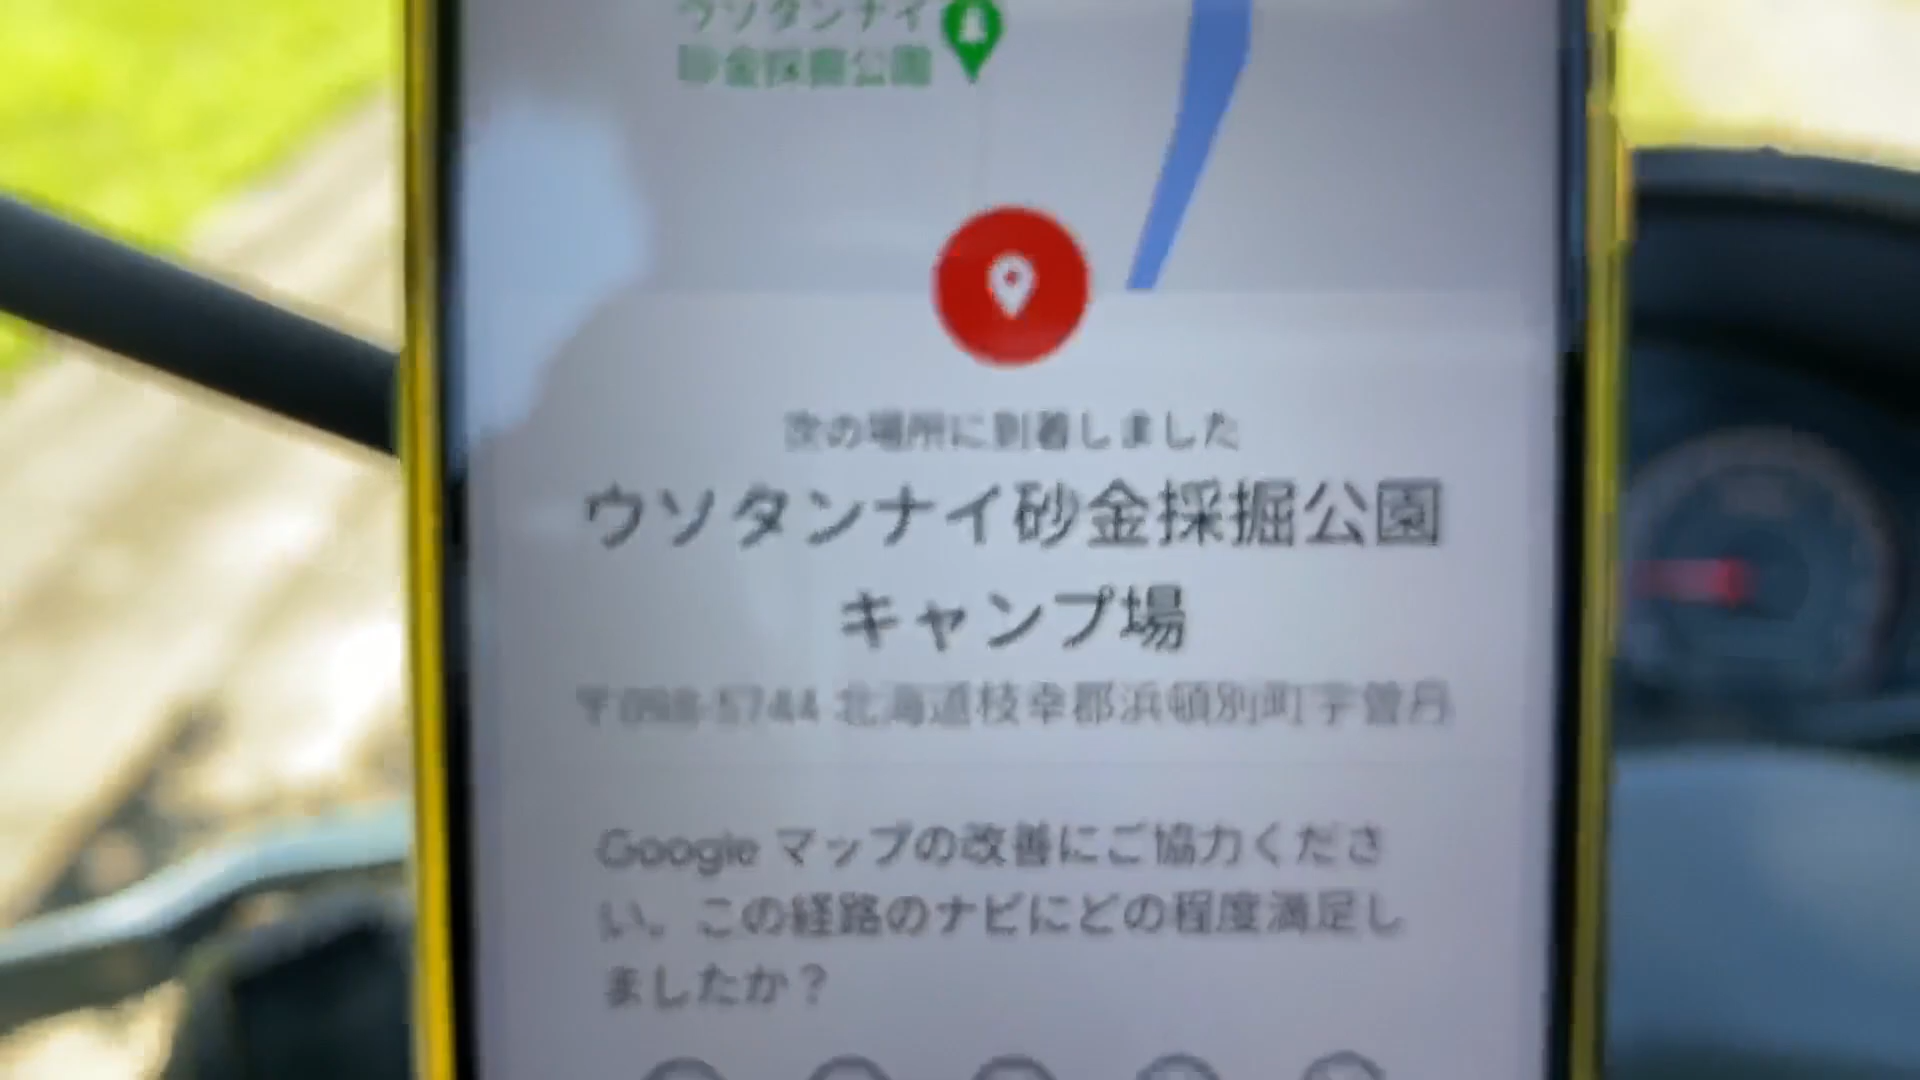 ウソタンナイ
砂金採掘公園
次の場所に到着しました
ウソタンナイ砂金採掘公園
キャンプ場
〒098-5744 北海道枝幸郡浜頓別町宇曽丹
Google マップの改善にご協力くださ
い。この経路のナビにどの程度満足し
ましたか？